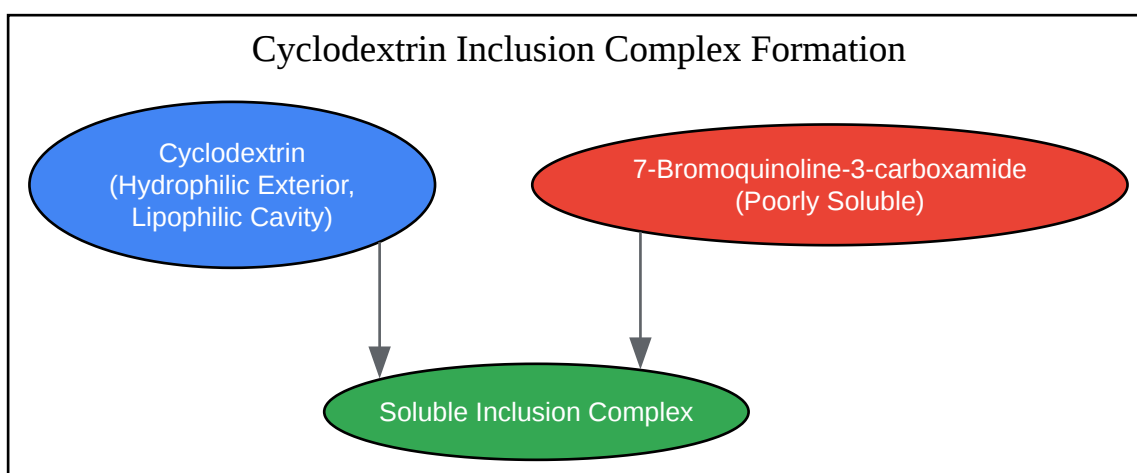 Cyclodextrin Inclusion Complex Formation
Cyclodextrin
(Hydrophilic Exterior,
Lipophilic Cavity)
7-Bromoquinoline-3-carboxamide
(Poorly Soluble)
Soluble Inclusion Complex